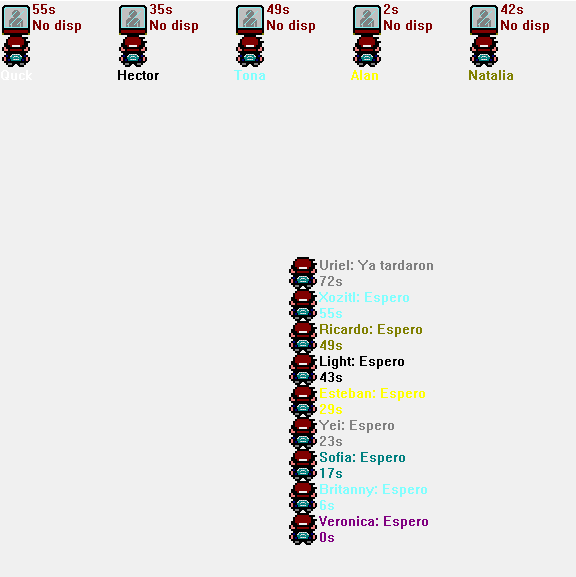 55s
No disp
35s
No disp
Hector
49s
No disp
Tona
2s
No disp
Alan
42s
No disp
Natalia
Uriel: Ya tardaron
72s
Xozitl: Espero
55s
Ricardo: Espero
49s
Light: Espero
43s
Esteban: Espero
29s
Yei: Espero
23s
Sofia: Espero
17s
Britanny: Espero
6s
Veronica: Espero
0s